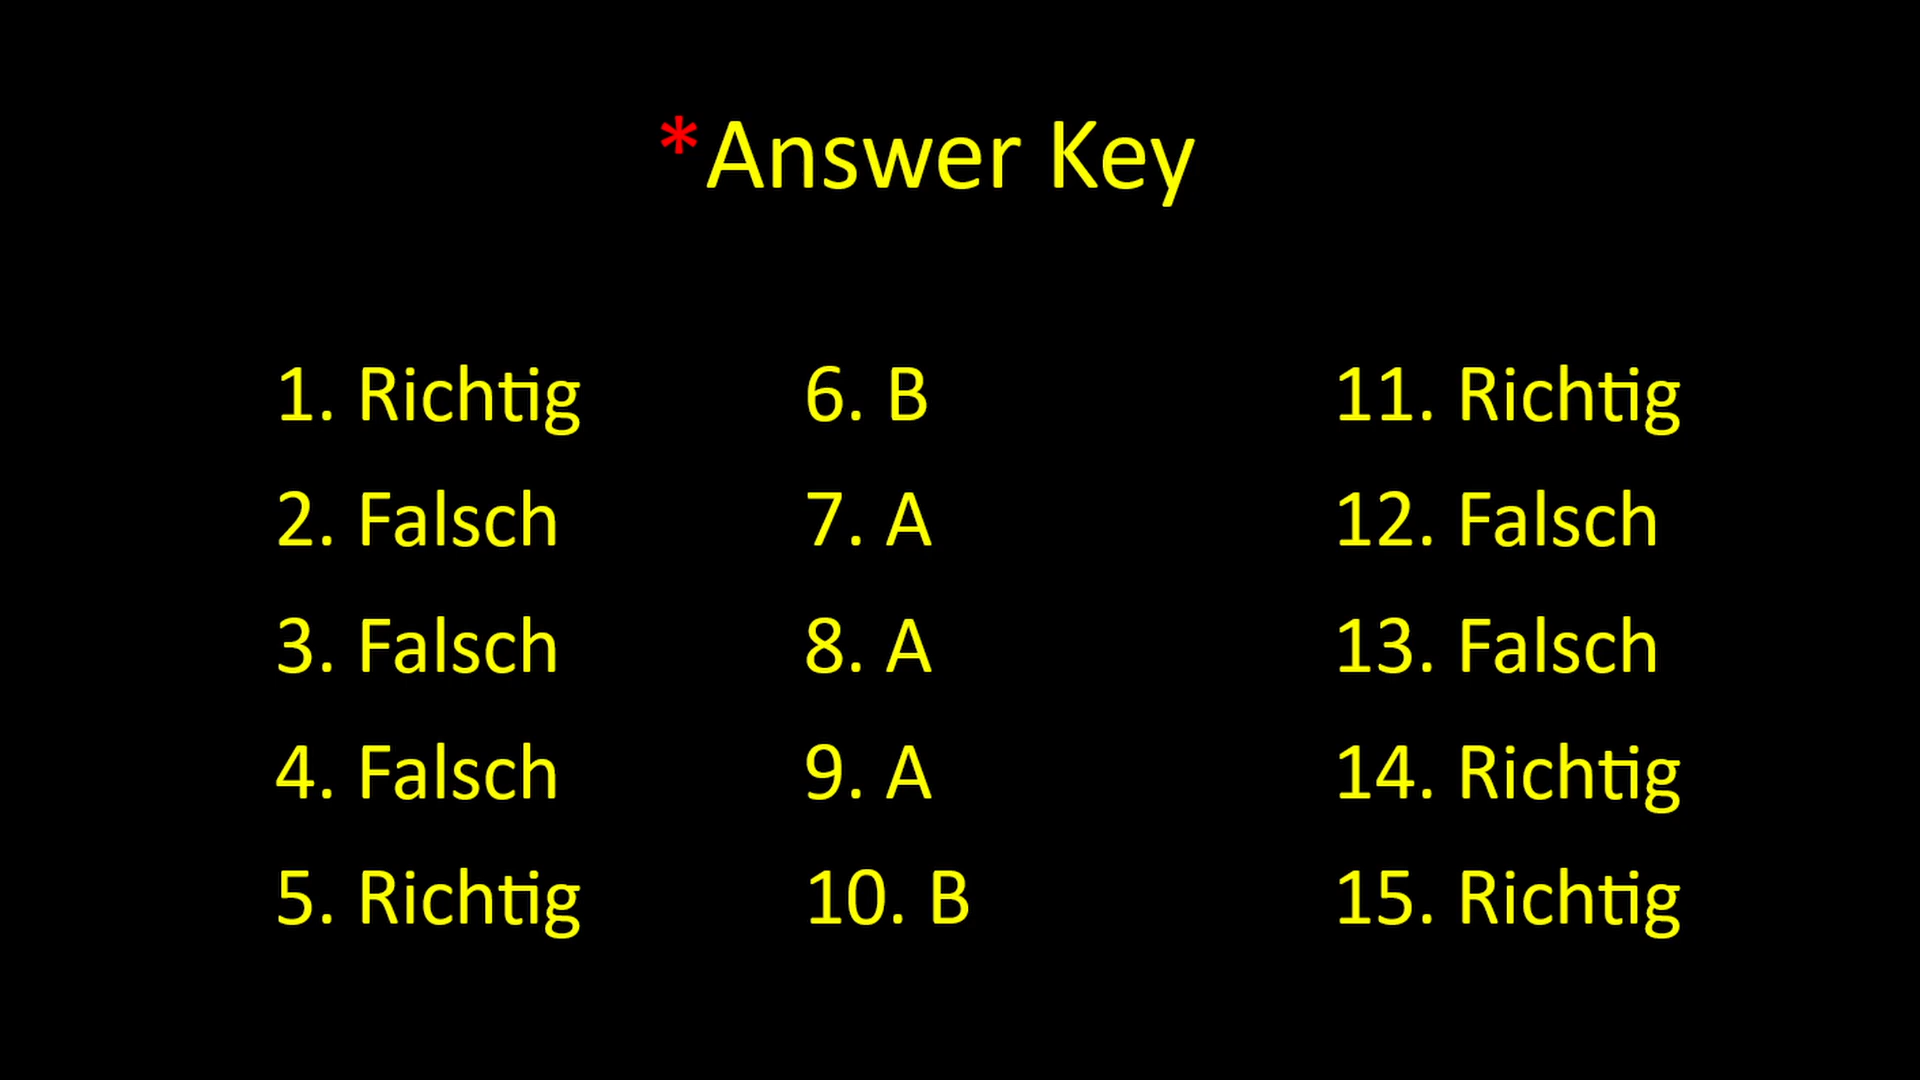 *Answer Key
1. Richtig
2. Falsch
3. Falsch
4. Falsch
5. Richtig
6. B
7. A
8. A
9. A
10. B
11. Richtig
12. Falsch
13. Falsch
14. Richtig
15. Richtig